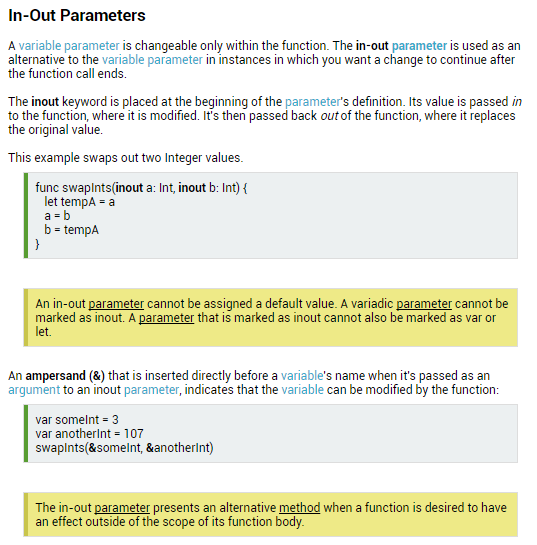 In-Out Parameters
A variable parameter is changeable only within the function. The in-out parameter is used as an
alternative to the variable parameter in instances in which you want a change to continue after
the function call ends.
The inout keyword is placed at the beginning of the parameter's definition. Its value is passed in
to the function, where it is modified. It's then passed back out of the function, where it replaces
the original value.
This example swaps out two Integer values.
func swapInts(inout a: Int, inout b: Int) {
let tempA = a
a = b
b = tempA
}
An in-out parameter cannot be assigned a default value. A variadic parameter cannot be
marked as inout. A parameter that is marked as inout cannot also be marked as var or
let.
An ampersand (&) that is inserted directly before a variable's name when it's passed as an
argument to an inout parameter, indicates that the variable can be modified by the function:
var someInt = 3
var anotherInt = 107
swapInts(&someInt, &anotherInt)
The in-out parameter presents an alternative method when a function is desired to have
an effect outside of the scope of its function body.